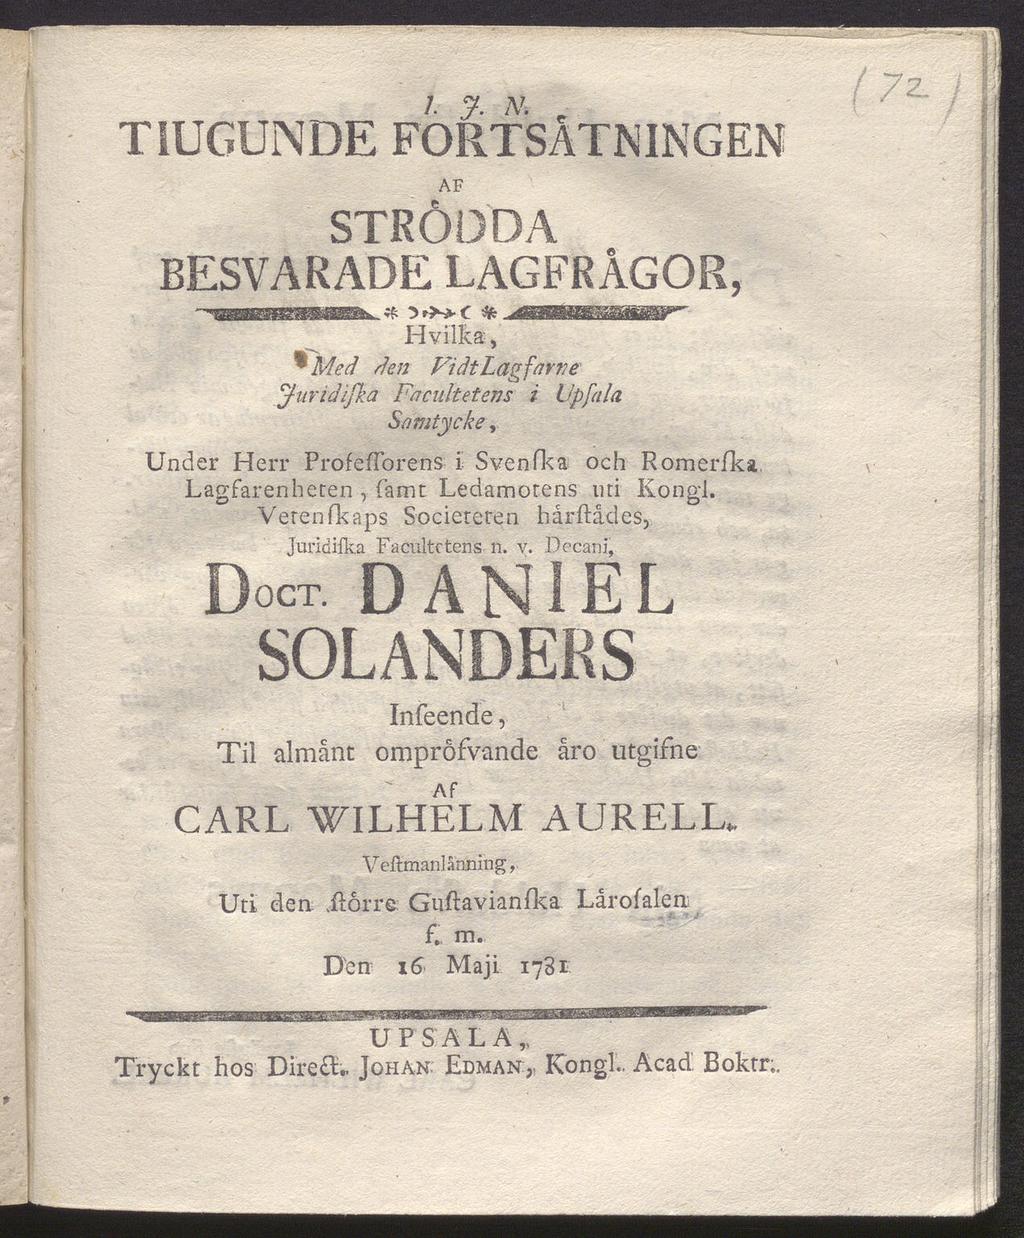 (72)
I. J. N.
TIUGUNDE FORTSÅTNINGEN
AF
STRÖDDA
BESVARADE LAGFRÅGOR,
Hvilka,
Med den VidtLagfarne
Juridiſka Facultetens i Upſala
Samtycke,
Under Herr Profeſſorens i Svenſka och Romerſka
Lagfarenheten, ſamt Ledamotens uti Kongl.
Vetenſkaps Societeten hårſtådes,
Juridiſka Facultetens n. v. Decani,
DOCT. DANIEL
SOLANDERS
Inſeende,
Til almånt ompröfvande åro utgifne
Af
CARL WILHELM AURELL.
Veſtmanlånning,
Uti den ſtörre Guſtavianſka Låroſalen
f. m.
Den 16 Maji 1781
UPSALA,
Tryckt hos Direct. JOHAN EDMAN, Kongl. Acad Boktr.